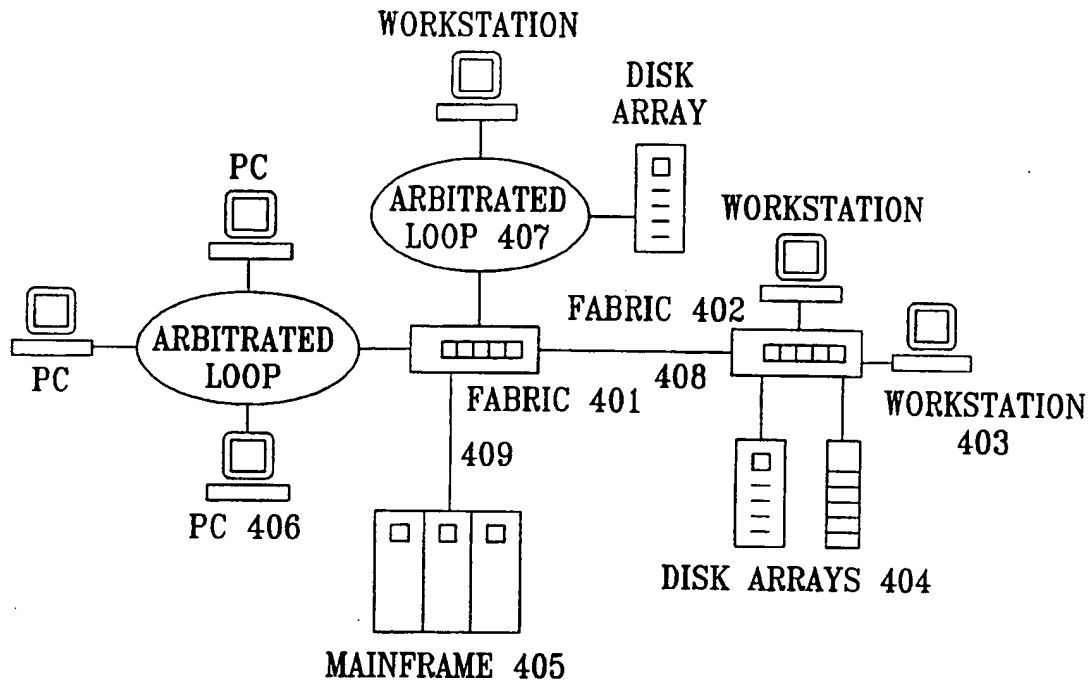 WORKSTATION
DISK
ARRAY
PC
ARBITRATED
LOOP 407
WORKSTATION
FABRIC 402
ARBITRATED
LOOP
PC
408
FABRIC 401
WORKSTATION
403
409
PC 406
DISK ARRAYS 404
MAINFRAME 405